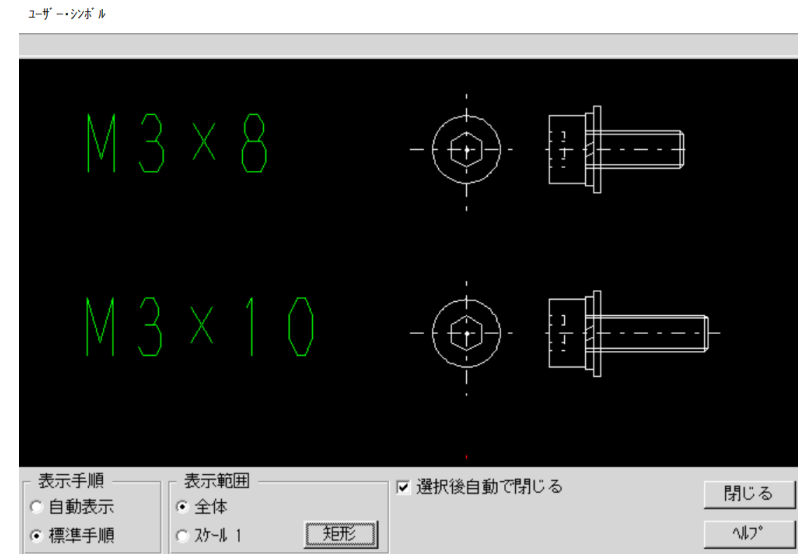 ﾕｰｻﾞｰ・ｼﾝﾎﾞﾙ
M3×8
M3×10
表示手順
自動表示
標準手順
表示範囲
全体
ｽｹｰﾙ 1
矩形
選択後自動で閉じる
閉じる
ﾍﾙﾌﾟ